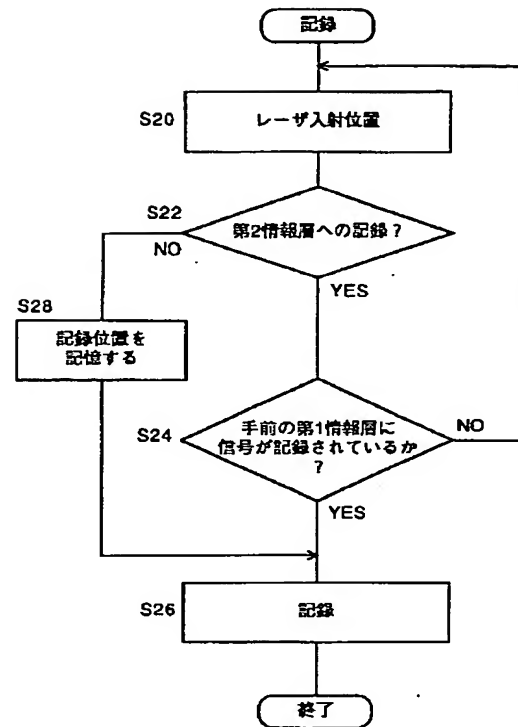 記録
S20
レーザ入射位置
S22
第2情報層への記録？
NO
YES
S28
記録位置を
記憶する
S24
手前の第1情報層に
信号が記録されているか
？
NO
YES
S26
記録
終了